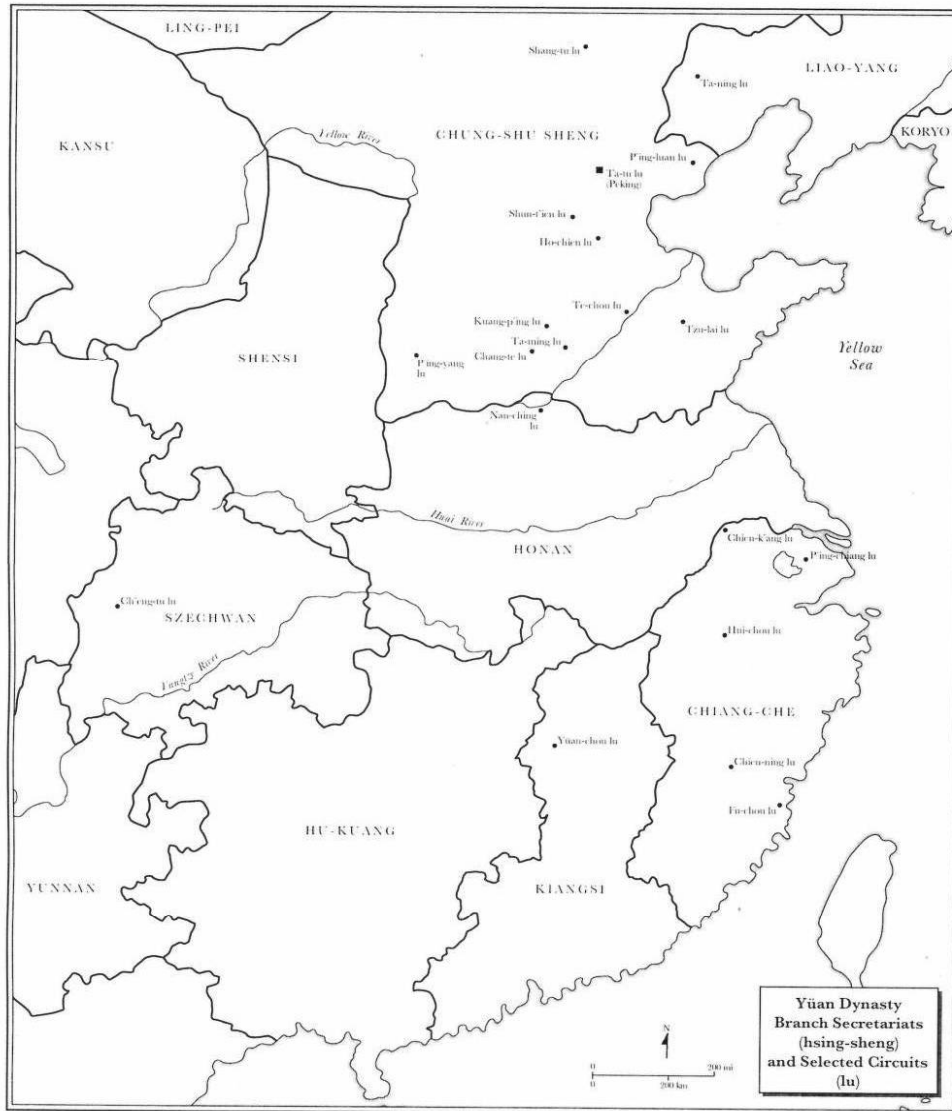 LING-PEI
Shang-tu lu
LIAO-YANG
Ta-ning lu
KANSU
Yellow River
CHUNG-SHU SHENG
KORYO
P'ing-luan lu
Ta-tu lu
(Peking)
Shun-t'ien lu
Ho-chien lu
Te-chou lu
Kuang-p'ing lu
Tzu-lai lu
Ta-ming lu
Chang-te lu
SHENSI
P'ing-yang
lu
Yellow
Sea
Nan-ching
lu
Huai River
HONAN
Chien-k'ang lu
P'ing-chiang lu
Ch'eng-tu lu
SZECHWAN
Hui-chou lu
Yangtze River
CHIANG-CHE
Yüan-chou lu
Chien-ning lu
Fu-chou lu
HU-KUANG
YUNNAN
KIANGSI
N
0 200 mi
0 200 km
Yüan Dynasty
Branch Secretariats
(hsing-sheng)
and Selected Circuits
(lu)